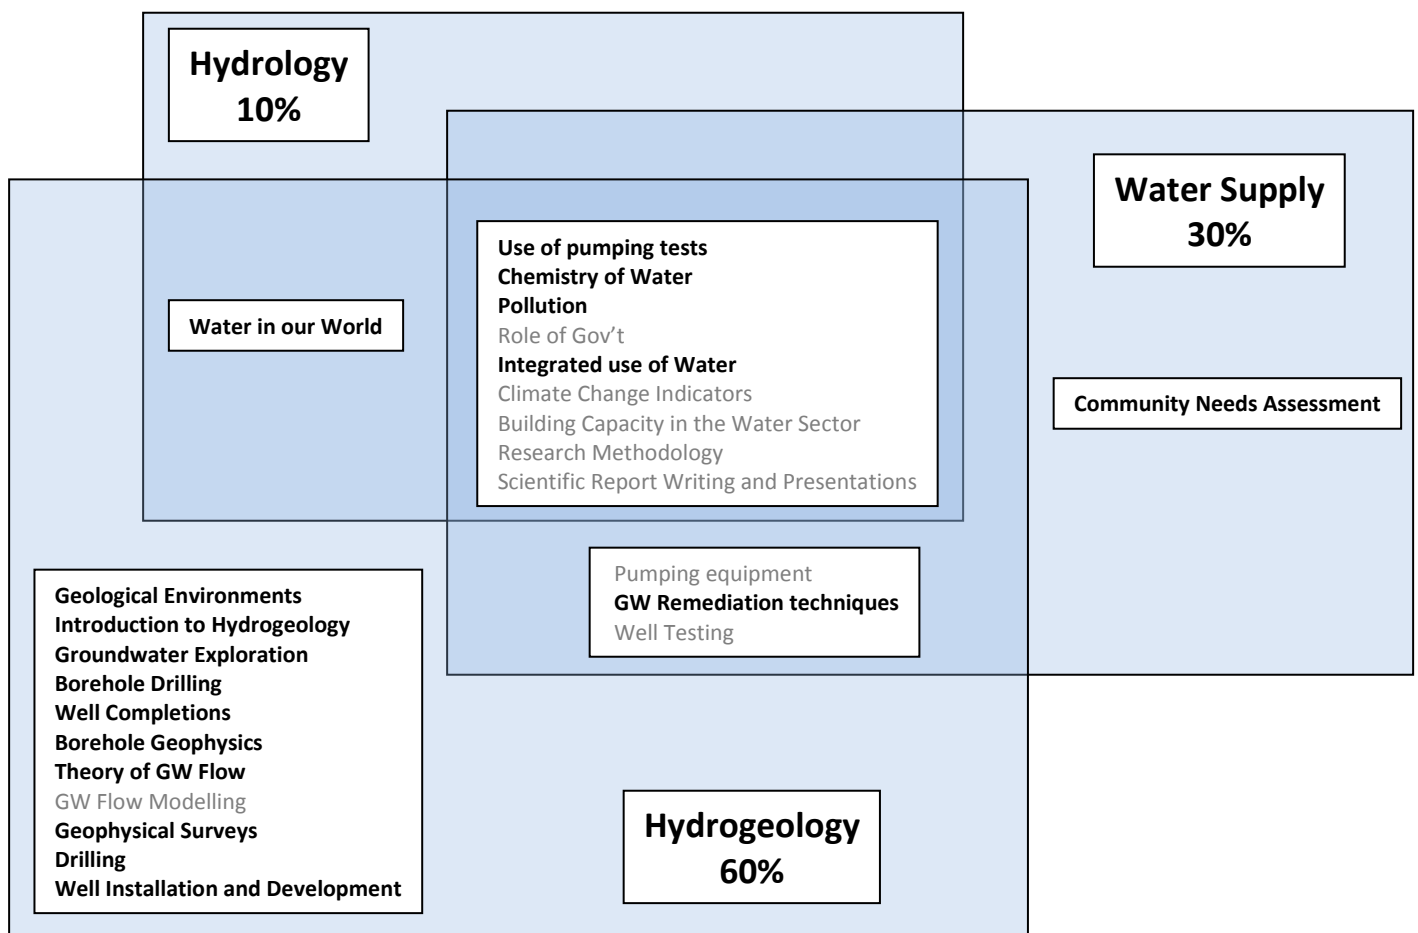 Hydrology
10%
Water Supply
30%
Use of pumping tests
Chemistry of Water
Pollution
Role of Gov’t
Integrated use of Water
Climate Change Indicators
Building Capacity in the Water Sector
Research Methodology
Scientific Report Writing and Presentations
Water in our World
Community Needs Assessment
Pumping equipment
GW Remediation techniques
Well Testing
Geological Environments
Introduction to Hydrogeology
Groundwater Exploration
Borehole Drilling
Well Completions
Borehole Geophysics
Theory of GW Flow
GW Flow Modelling
Geophysical Surveys
Drilling
Well Installation and Development
Hydrogeology
60%